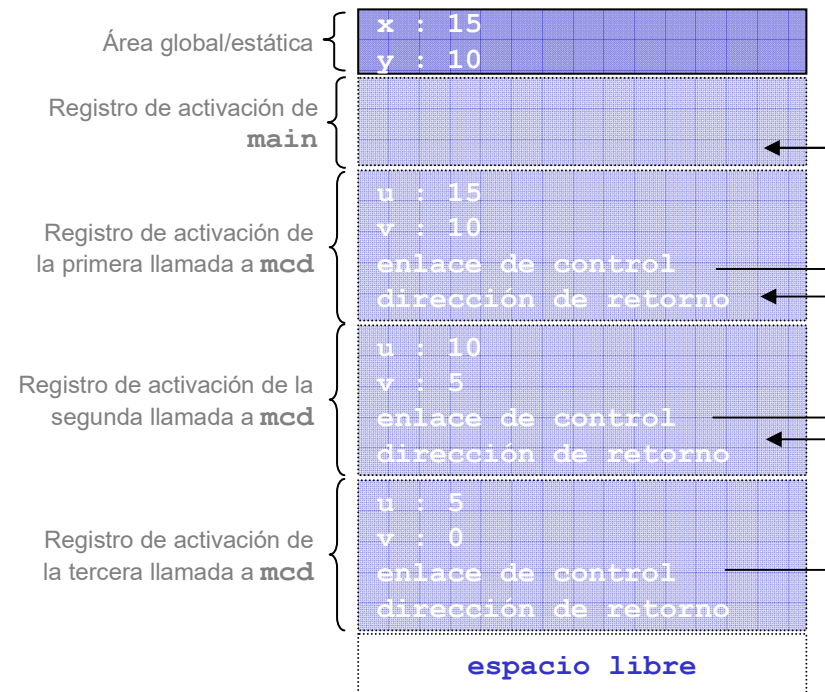 Área global/estática
x : 15
y : 10
Registro de activación de
main
Registro de activación de
la primera llamada a mcd
u : 15
v : 10
enlace de control
dirección de retorno
Registro de activación de la
segunda llamada a mcd
u : 10
v : 5
enlace de control
dirección de retorno
Registro de activación de
la tercera llamada a mcd
u : 5
v : 0
enlace de control
dirección de retorno
espacio libre